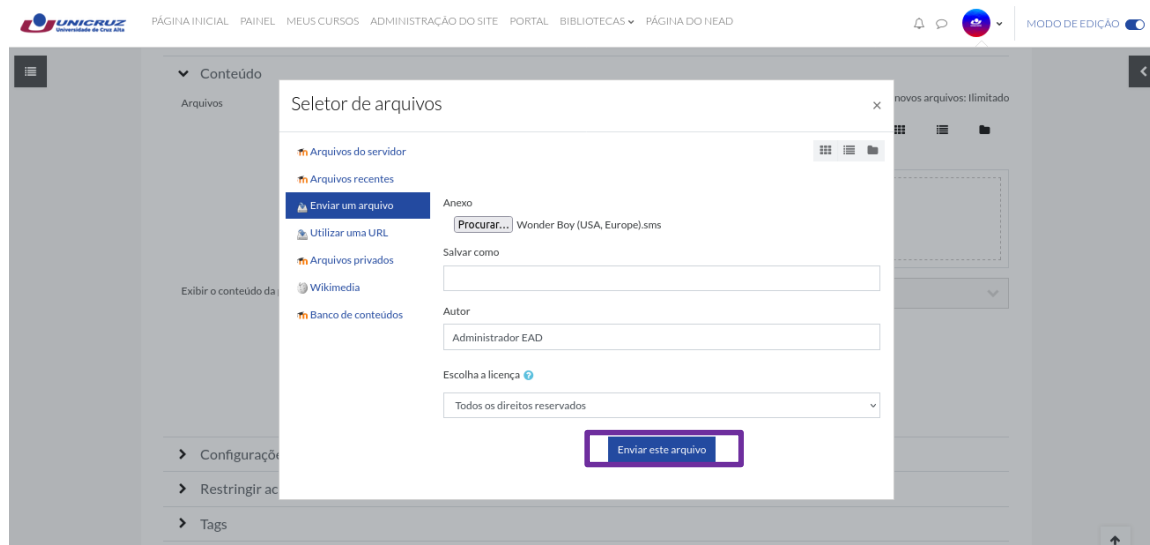 UNICRUZ
Universidade de Cruz Alta
PÁGINA INICIAL PAINEL MEUS CURSOS ADMINISTRAÇÃO DO SITE PORTAL BIBLIOTECAS PÁGINA DO NEAD
MODO DE EDIÇÃO
Conteúdo
Arquivos
novos arquivos: Ilimitado
Seletor de arquivos
×
Arquivos do servidor
Arquivos recentes
Enviar um arquivo
Utilizar uma URL
Arquivos privados
Wikimedia
Banco de conteúdos
Anexo
Procurar... Wonder Boy (USA, Europe).sms
Salvar como
Autor
Administrador EAD
Escolha a licença
Todos os direitos reservados
Enviar este arquivo
Exibir o conteúdo da
Configuraçõe
Restringir ac
Tags